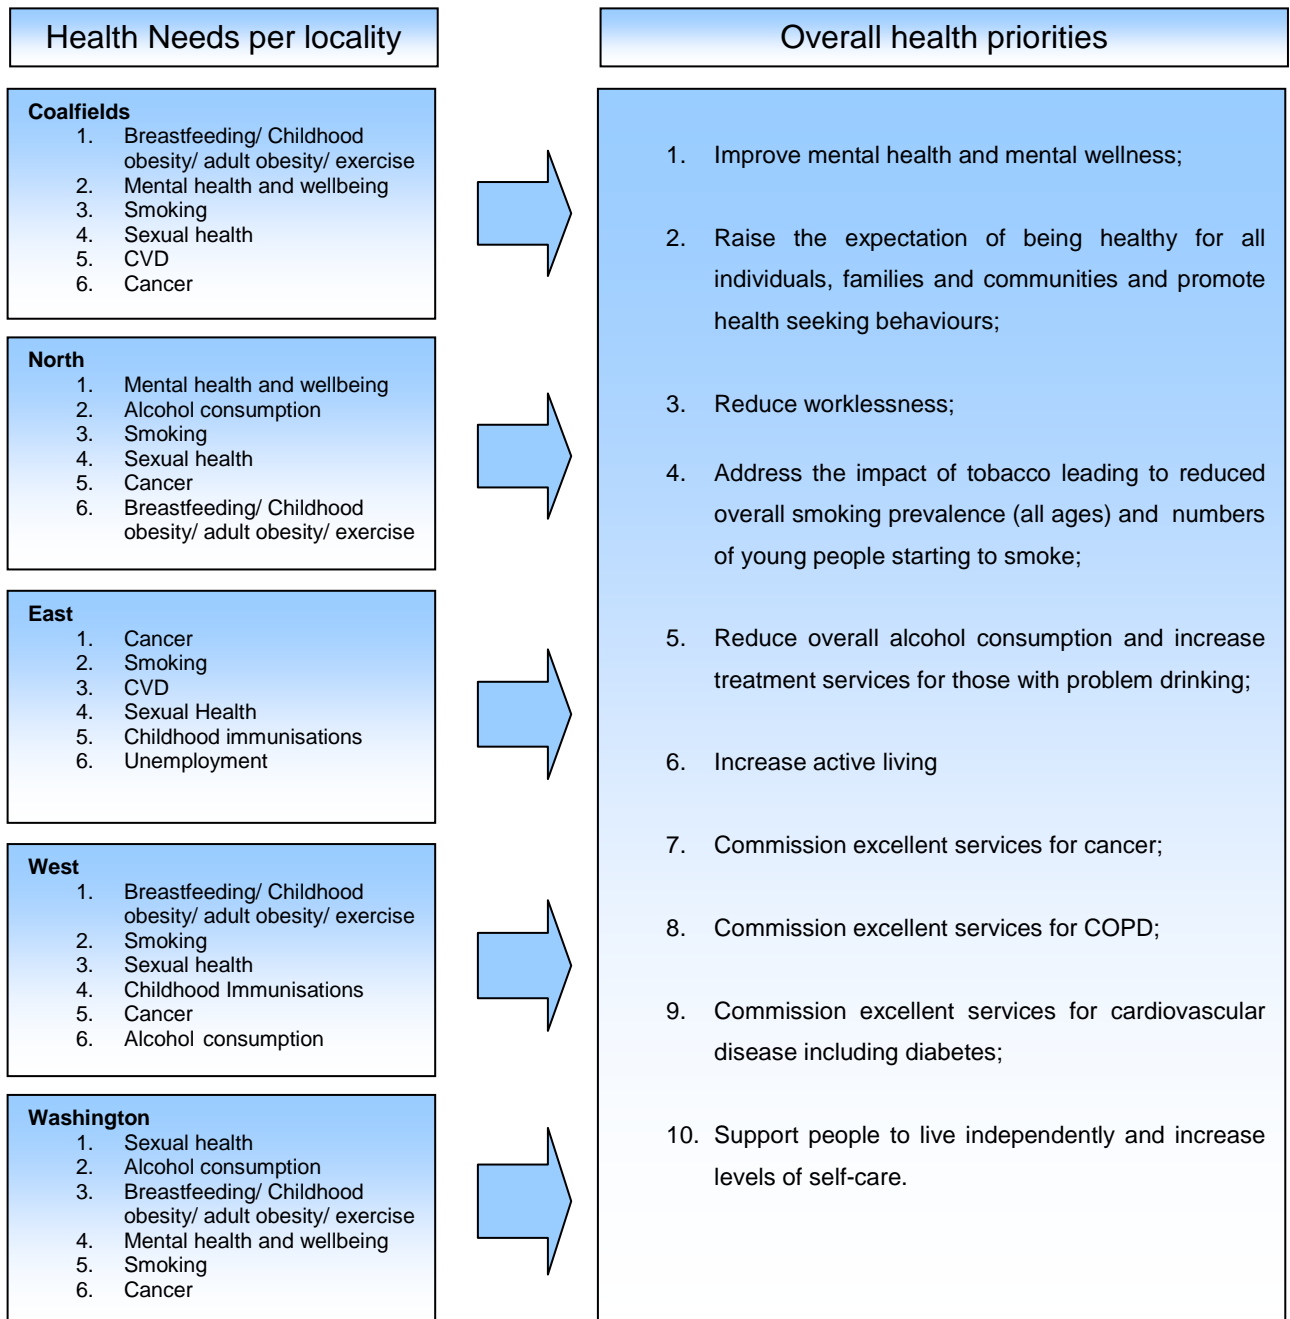 Health Needs per locality
Overall health priorities
Coalfields
1. Breastfeeding/ Childhood
obesity/ adult obesity/ exercise
2. Mental health and wellbeing
3. Smoking
4. Sexual health
5. CVD
6. Cancer
North
1. Mental health and wellbeing
2. Alcohol consumption
3. Smoking
4. Sexual health
5. Cancer
6. Breastfeeding/ Childhood
obesity/ adult obesity/ exercise
East
1. Cancer
2. Smoking
3. CVD
4. Sexual Health
5. Childhood immunisations
6. Unemployment
West
1. Breastfeeding/ Childhood
obesity/ adult obesity/ exercise
2. Smoking
3. Sexual health
4. Childhood Immunisations
5. Cancer
6. Alcohol consumption
Washington
1. Sexual health
2. Alcohol consumption
3. Breastfeeding/ Childhood
obesity/ adult obesity/ exercise
4. Mental health and wellbeing
5. Smoking
6. Cancer
1. Improve mental health and mental wellness;
2. Raise the expectation of being healthy for all
individuals, families and communities and promote
health seeking behaviours;
3. Reduce worklessness;
4. Address the impact of tobacco leading to reduced
overall smoking prevalence (all ages) and numbers
of young people starting to smoke;
5. Reduce overall alcohol consumption and increase
treatment services for those with problem drinking;
6. Increase active living
7. Commission excellent services for cancer;
8. Commission excellent services for COPD;
9. Commission excellent services for cardiovascular
disease including diabetes;
10. Support people to live independently and increase
levels of self-care.